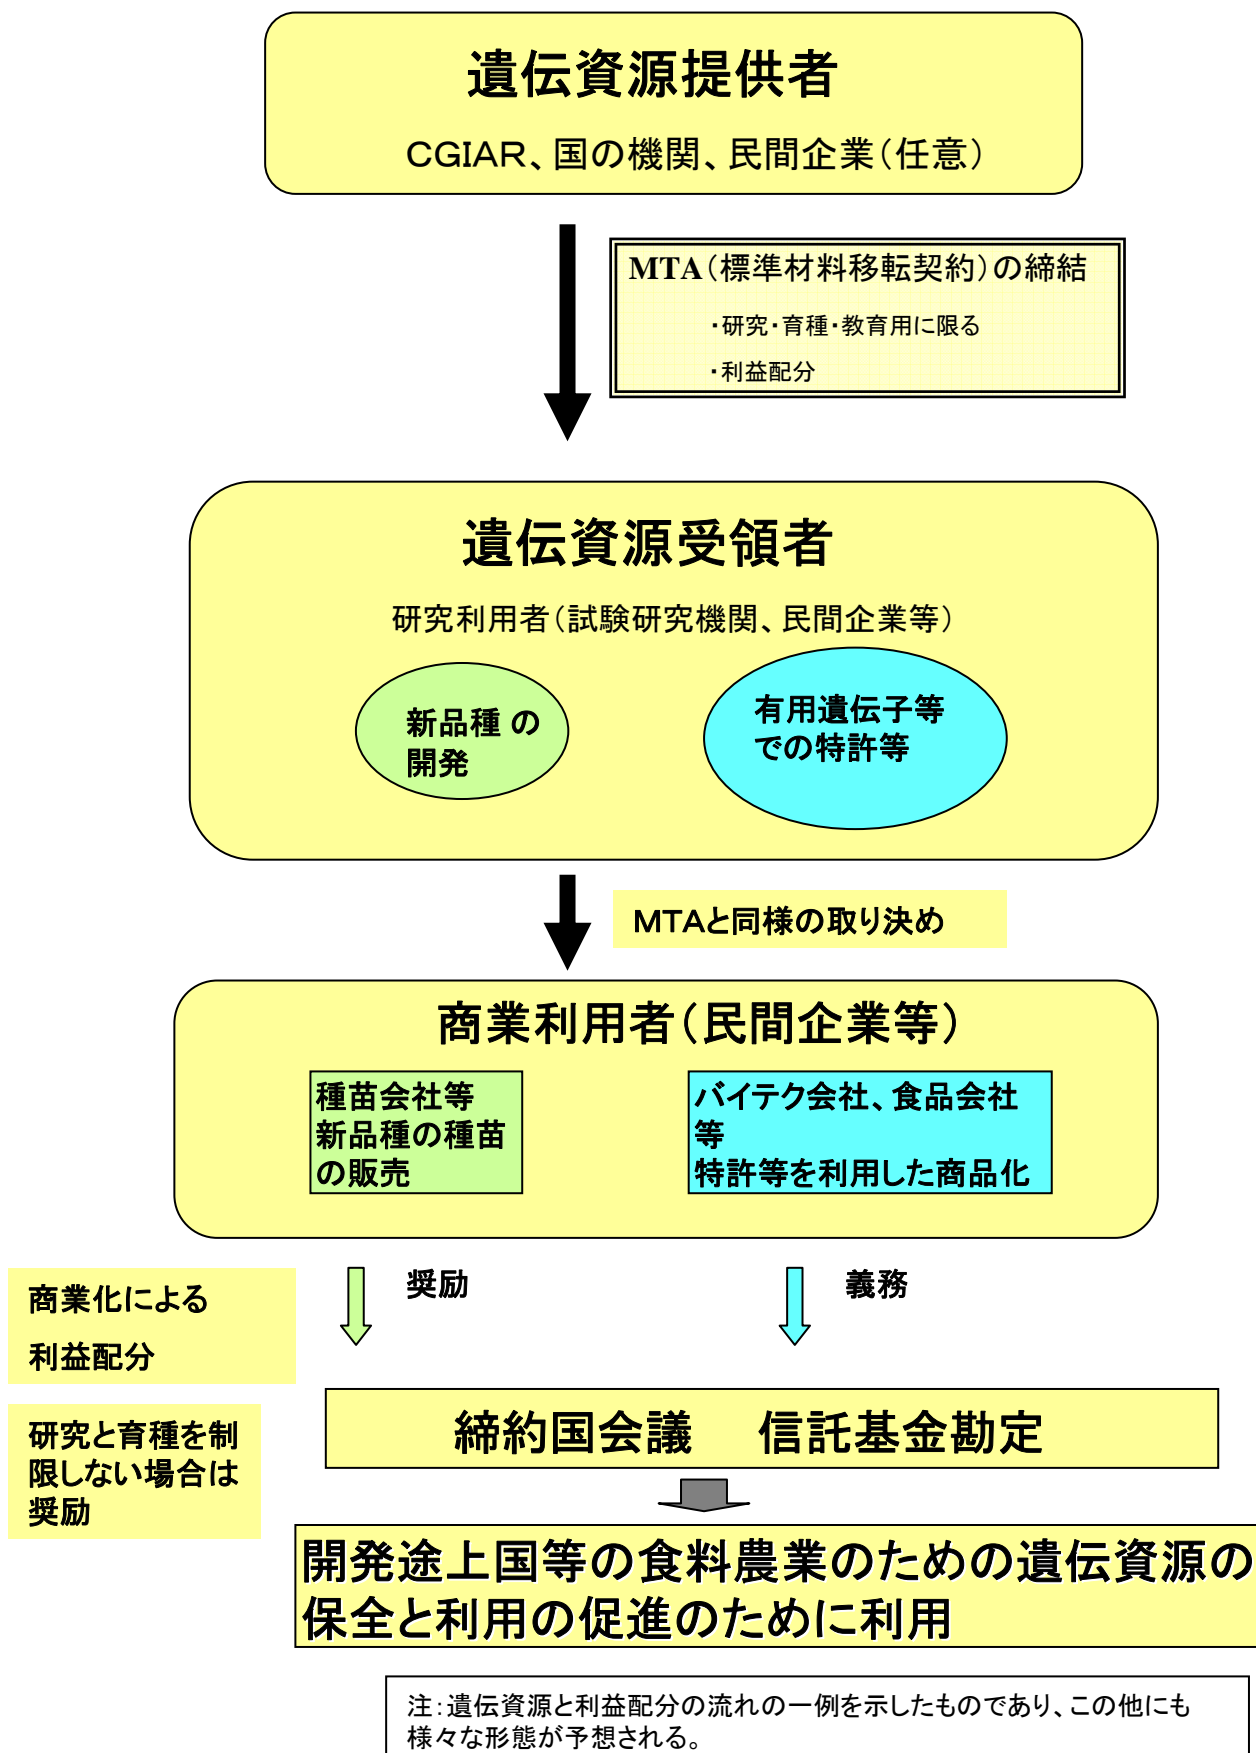 遺伝資源提供者
CGIAR、国の機関、民間企業(任意)
MTA(標準材料移転契約)の締結
・研究・育種・教育用に限る
・利益配分
遺伝資源受領者
研究利用者(試験研究機関、民間企業等)
新品種 の
開発
有用遺伝子等
での特許等
MTAと同様の取り決め
商業利用者(民間企業等)
種苗会社等
新品種の種苗
の販売
バイテク会社、食品会社
等
特許等を利用した商品化
商業化による
利益配分
奨励
義務
研究と育種を制
限しない場合は
奨励
締約国会議 信託基金勘定
開発途上国等の食料農業のための遺伝資源の
保全と利用の促進のために利用
注:遺伝資源と利益配分の流れの一例を示したものであり、この他にも
様々な形態が予想される。